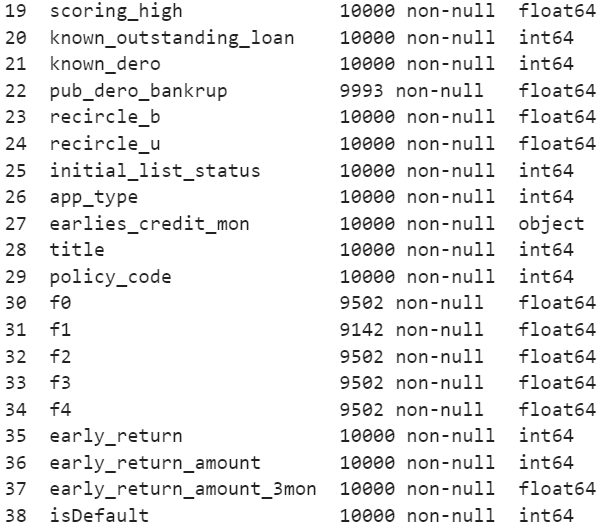 19 scoring_high 10000 non-null float64
20 known_outstanding_loan 10000 non-null int64
21 known_dero 10000 non-null int64
22 pub_dero_bankrup 9993 non-null float64
23 recircle_b 10000 non-null float64
24 recircle_u 10000 non-null float64
25 initial_list_status 10000 non-null int64
26 app_type 10000 non-null int64
27 earlies_credit_mon 10000 non-null object
28 title 10000 non-null int64
29 policy_code 10000 non-null int64
30 f0 9502 non-null float64
31 f1 9142 non-null float64
32 f2 9502 non-null float64
33 f3 9502 non-null float64
34 f4 9502 non-null float64
35 early_return 10000 non-null int64
36 early_return_amount 10000 non-null int64
37 early_return_amount_3mon 10000 non-null float64
38 isDefault 10000 non-null int64